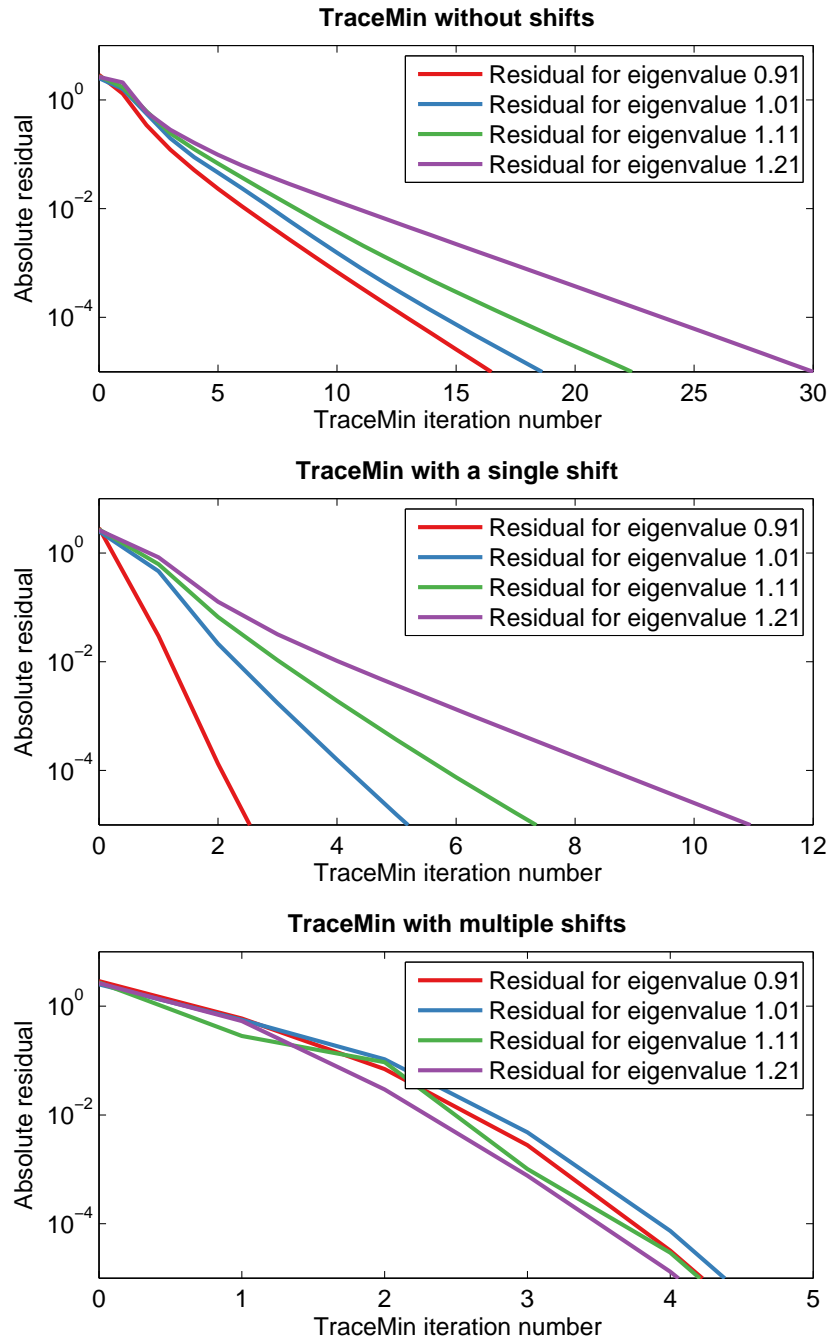 TraceMin without shifts
Absolute residual
10^0
10^-2
10^-4
Residual for eigenvalue 0.91
Residual for eigenvalue 1.01
Residual for eigenvalue 1.11
Residual for eigenvalue 1.21
0 5 10 15 20 25 30
TraceMin iteration number
TraceMin with a single shift
Absolute residual
10^0
10^-2
10^-4
Residual for eigenvalue 0.91
Residual for eigenvalue 1.01
Residual for eigenvalue 1.11
Residual for eigenvalue 1.21
0 2 4 6 8 10 12
TraceMin iteration number
TraceMin with multiple shifts
Absolute residual
10^0
10^-2
10^-4
Residual for eigenvalue 0.91
Residual for eigenvalue 1.01
Residual for eigenvalue 1.11
Residual for eigenvalue 1.21
0 1 2 3 4 5
TraceMin iteration number